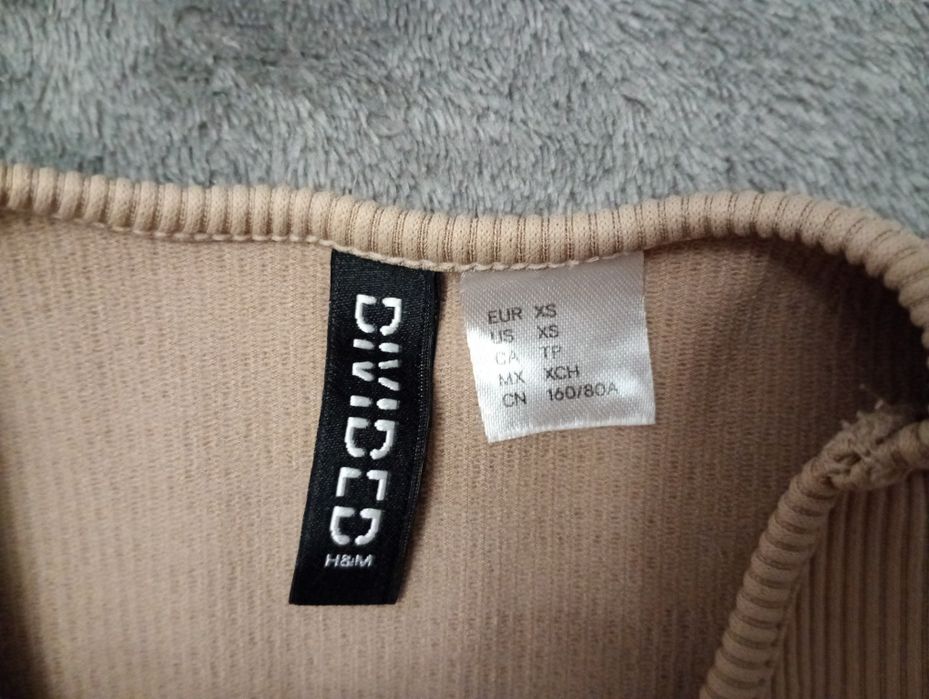 DIVIDED
H&M
EUR XS
US XS
CA TP
MX XCH
CN 160/80A